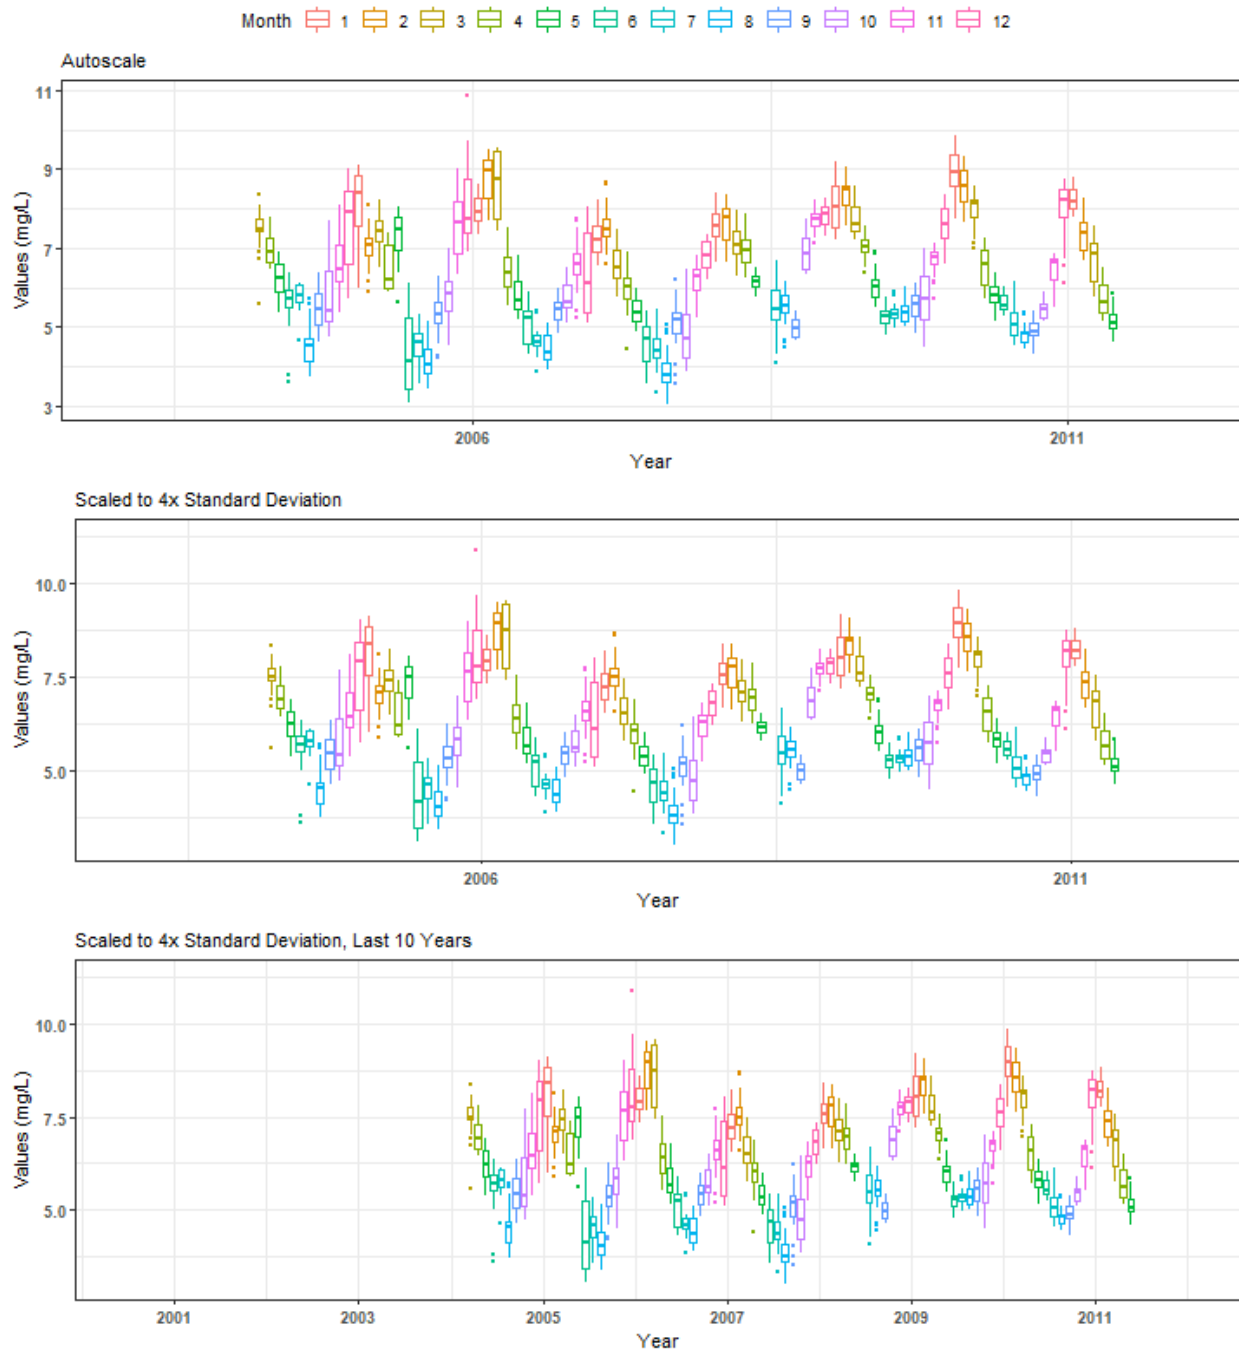 Month 1 2 3 4 5 6 7 8 9 10 11 12
Autoscale
11
9
7
5
3
Values (mg/L)
2006 2011
Year
Scaled to 4x Standard Deviation
10.0
7.5
5.0
Values (mg/L)
2006 2011
Year
Scaled to 4x Standard Deviation, Last 10 Years
10.0
7.5
5.0
Values (mg/L)
2001 2003 2005 2007 2009 2011
Year